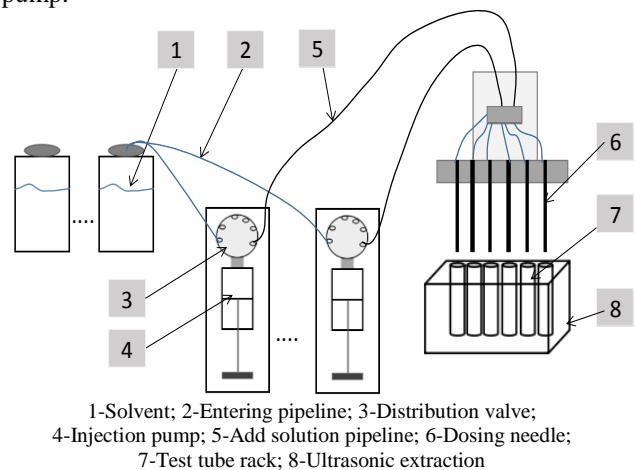 pump.
1
2
5
6
7
3
8
4
....
....
1-Solvent; 2-Entering pipeline; 3-Distribution valve;
4-Injection pump; 5-Add solution pipeline; 6-Dosing needle;
7-Test tube rack; 8-Ultrasonic extraction